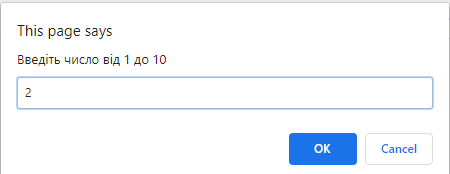 This page says
Введіть число від 1 до 10
2
OK
Cancel